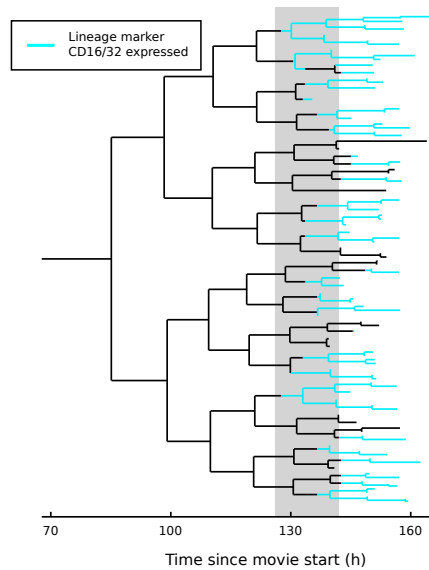 Lineage marker
CD16/32 expressed
70 100 130 160
Time since movie start (h)